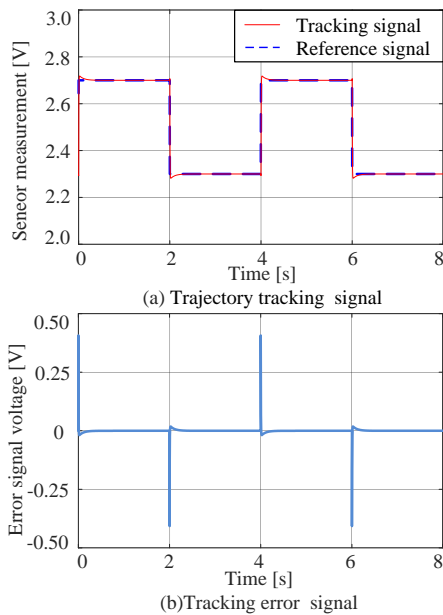 Tracking signal
Reference signal
Seneor measurement [V]
3.0
2.8
2.6
2.4
2.2
2.0
0 2 4 6 8
Time [s]
(a) Trajectory tracking signal
Error signal voltage [V]
0.50
0.25
0
-0.25
-0.50
0 2 4 6 8
Time [s]
(b)Tracking error signal